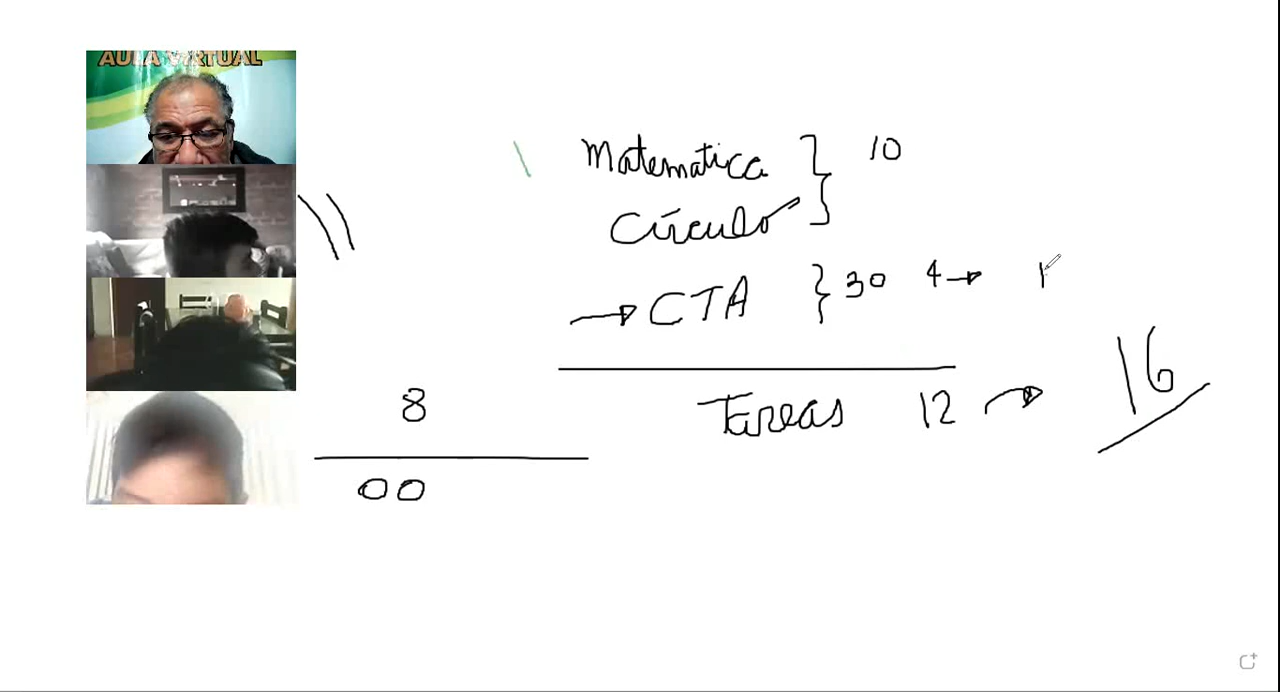 AULA VIRTUAL
Matematica } 10
Círculo
→ CTA } 30 4 → 1
16
8
Tareas 12 →
00